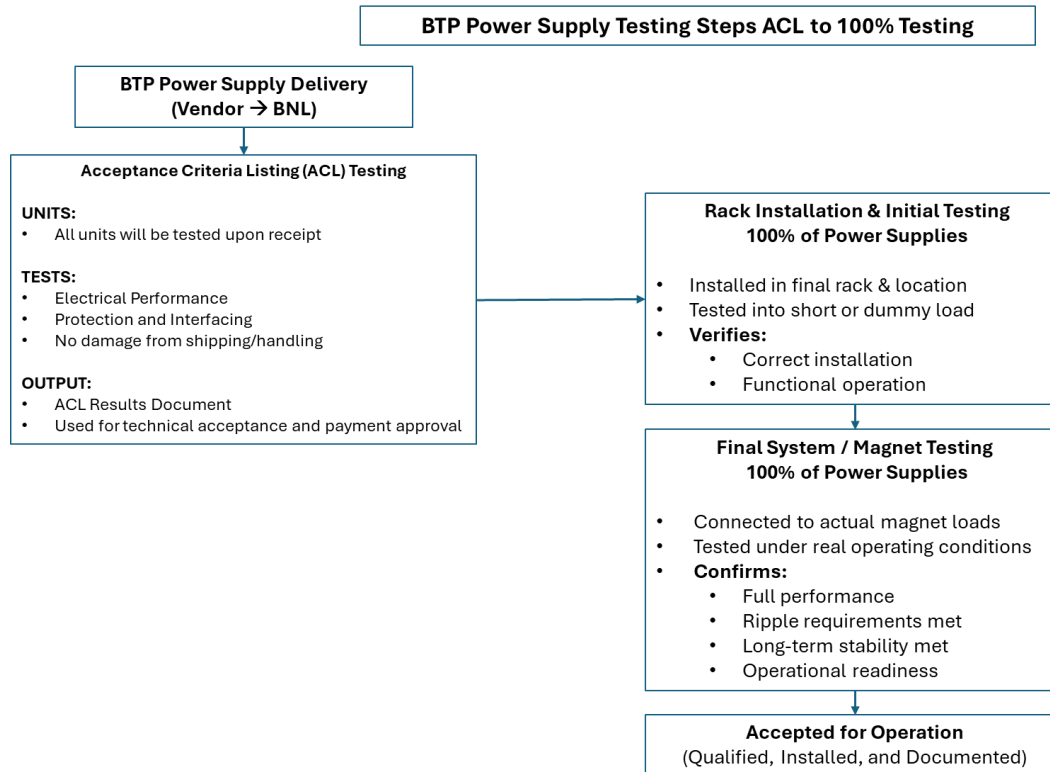 BTP Power Supply Testing Steps ACL to 100% Testing
BTP Power Supply Delivery
(Vendor → BNL)
Acceptance Criteria Listing (ACL) Testing
UNITS:
• All units will be tested upon receipt
TESTS:
• Electrical Performance
• Protection and Interfacing
• No damage from shipping/handling
OUTPUT:
• ACL Results Document
• Used for technical acceptance and payment approval
Rack Installation & Initial Testing
100% of Power Supplies
• Installed in final rack & location
• Tested into short or dummy load
• Verifies:
• Correct installation
• Functional operation
Final System / Magnet Testing
100% of Power Supplies
• Connected to actual magnet loads
• Tested under real operating conditions
• Confirms:
• Full performance
• Ripple requirements met
• Long-term stability met
• Operational readiness
Accepted for Operation
(Qualified, Installed, and Documented)